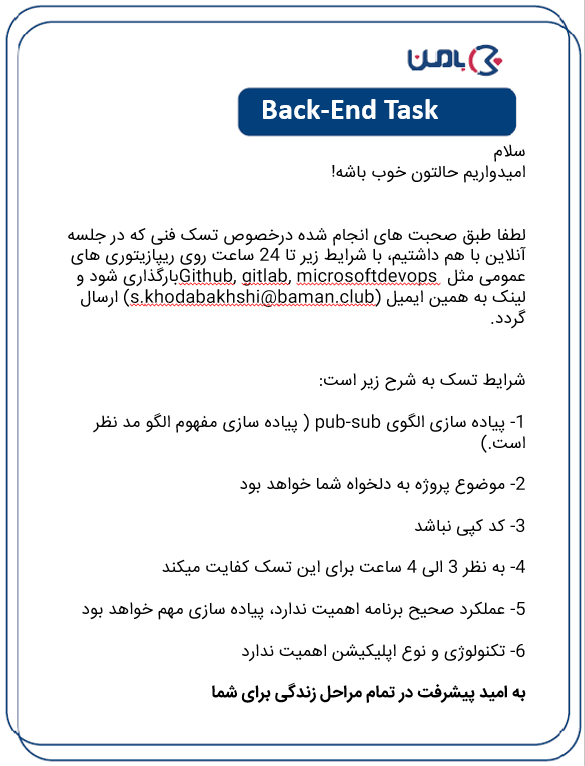 بامن
Back-End Task
سلام
امیدواریم حالتون خوب باشه!
لطفا طبق صحبت های انجام شده درخصوص تسک فنی که در جلسه
آنلاین با هم داشتیم، با شرایط زیر تا 24 ساعت روی ریپازیتوری های
عمومی مثل Github, gitlab, microsoftdevops بارگذاری شود و
لینک به همین ایمیل (s.khodabakhshi@baman.club) ارسال
گردد.
شرایط تسک به شرح زیر است:
1- پیاده سازی الگوی pub-sub ( پیاده سازی مفهوم الگو مد نظر
است.)
2- موضوع پروژه به دلخواه شما خواهد بود
3- کد کپی نباشد
4- به نظر 3 الی 4 ساعت برای این تسک کفایت میکند
5- عملکرد صحیح برنامه اهمیت ندارد، پیاده سازی مهم خواهد بود
6- تکنولوژی و نوع اپلیکیشن اهمیت ندارد
به امید پیشرفت در تمام مراحل زندگی برای شما